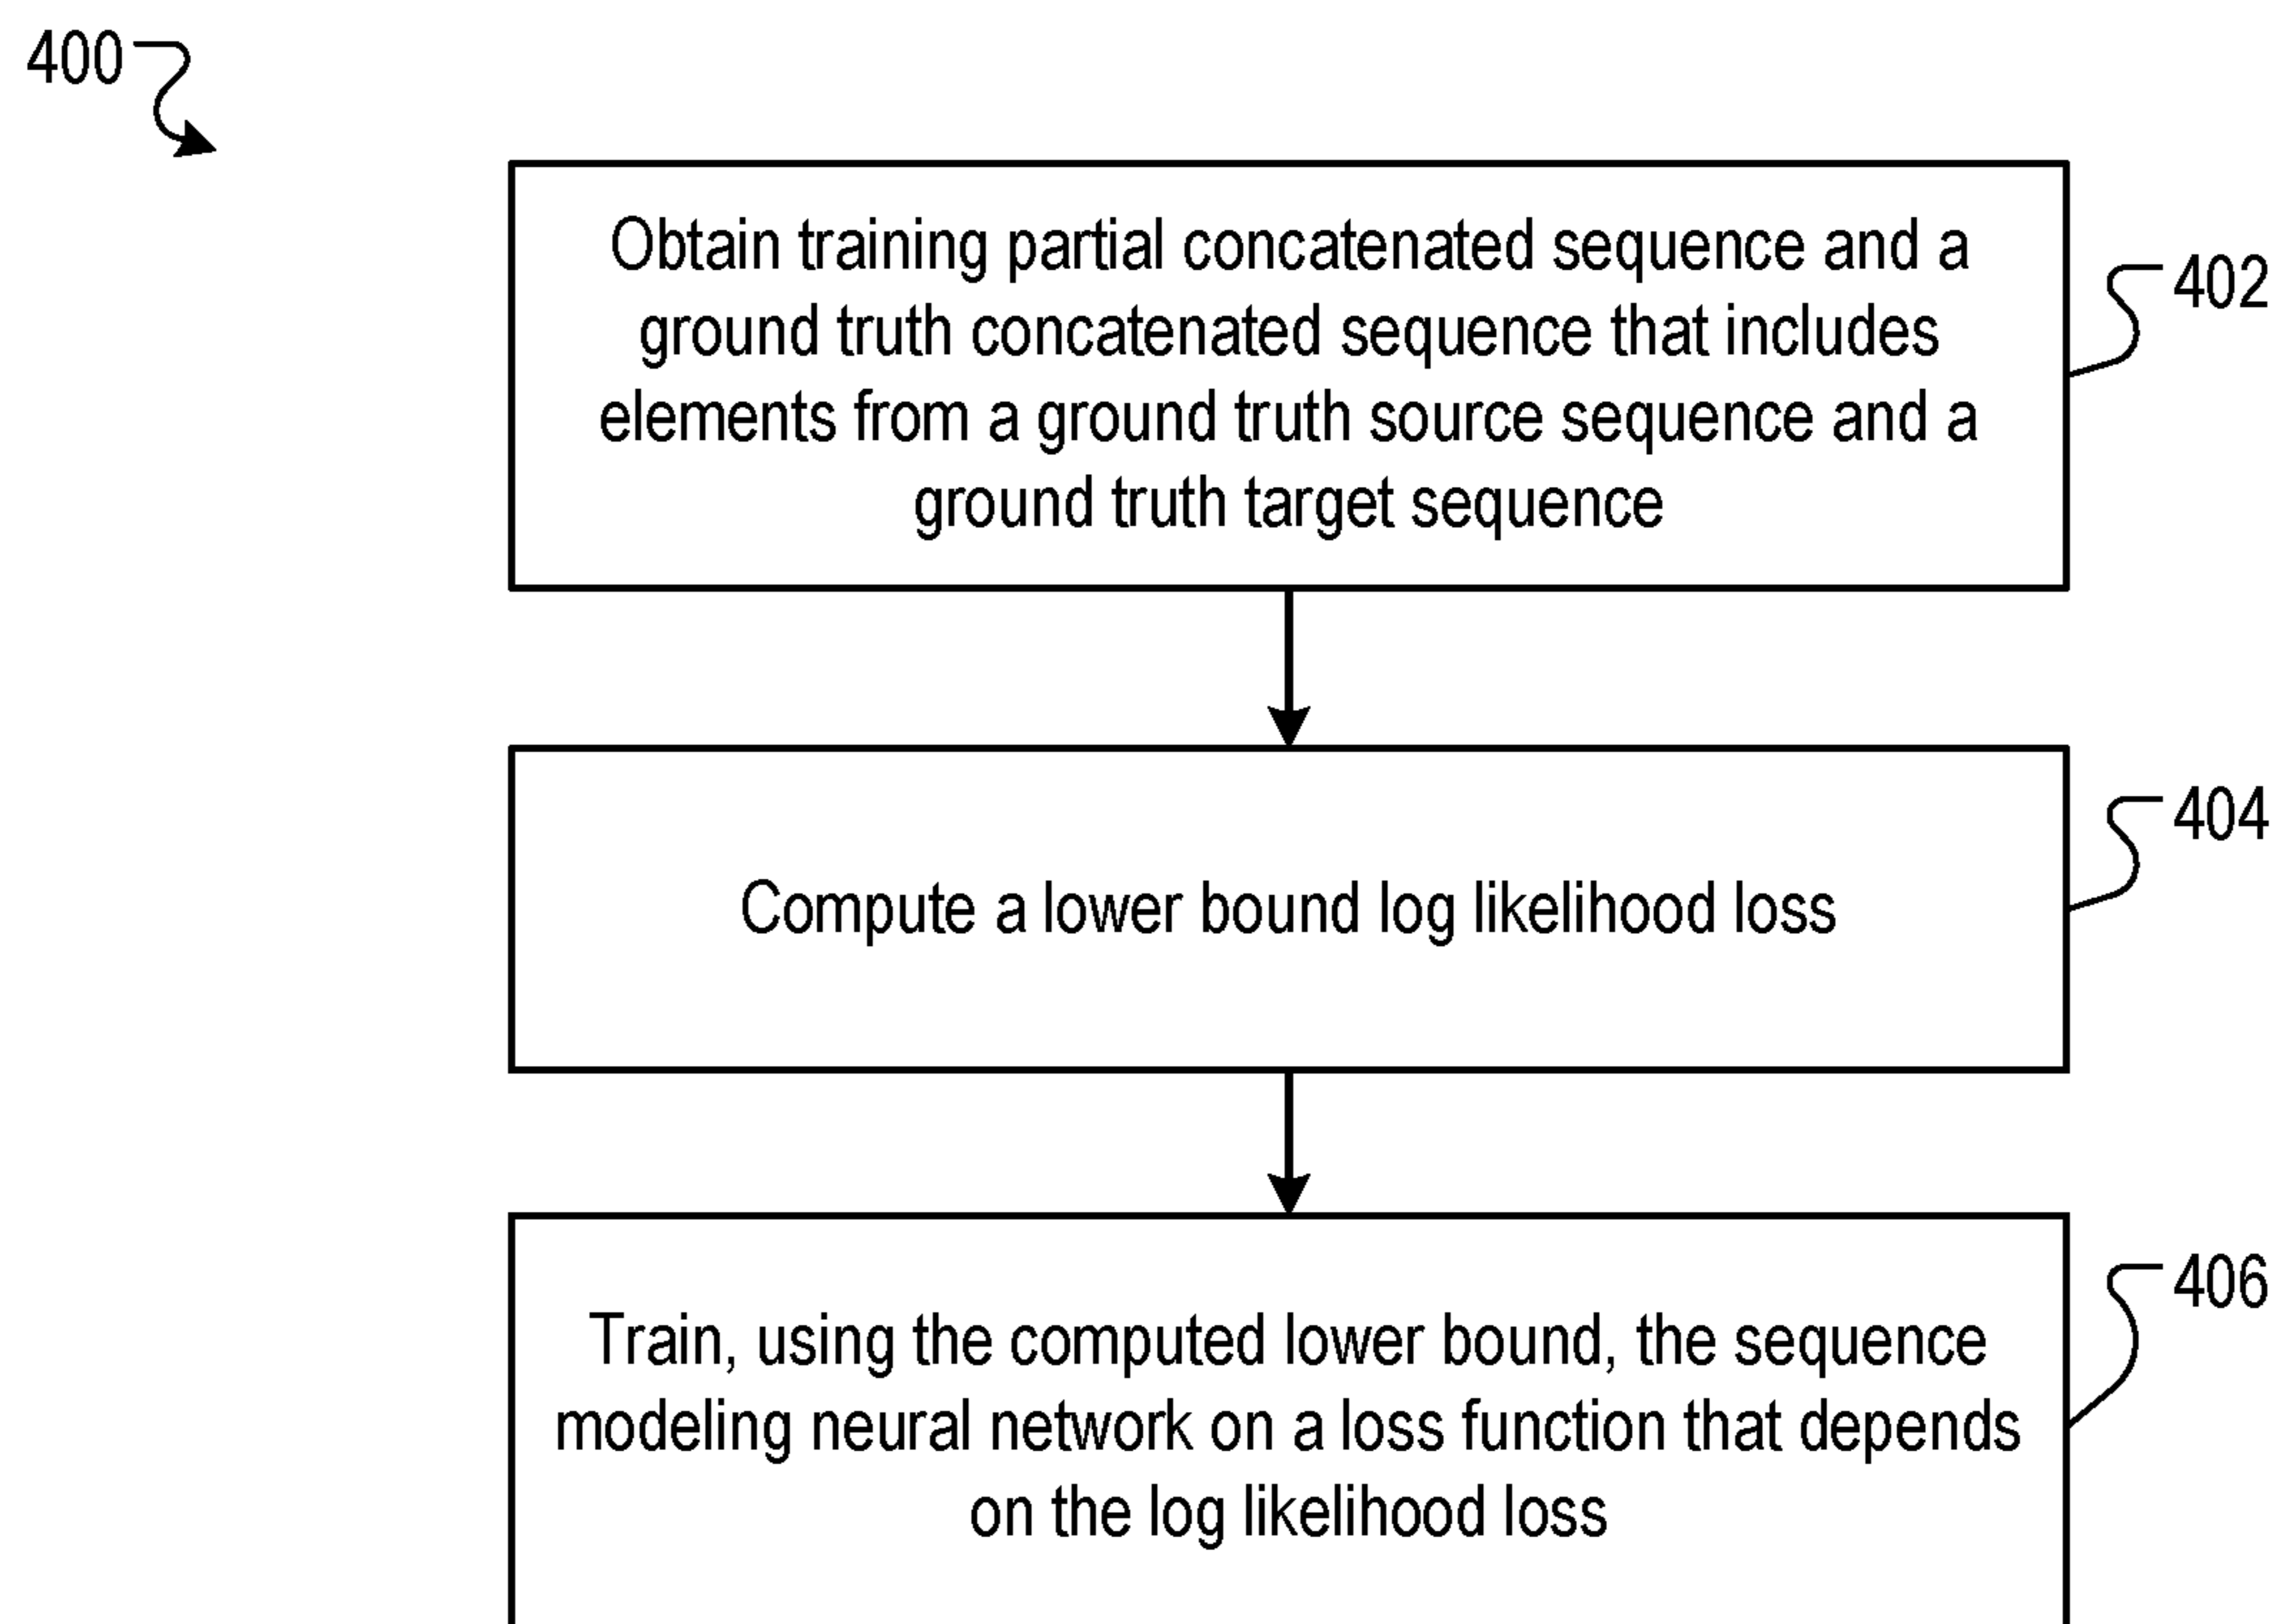 400
Obtain training partial concatenated sequence and a
ground truth concatenated sequence that includes
elements from a ground truth source sequence and a
ground truth target sequence
402
Compute a lower bound log likelihood loss
404
Train, using the computed lower bound, the sequence
modeling neural network on a loss function that depends
on the log likelihood loss
406